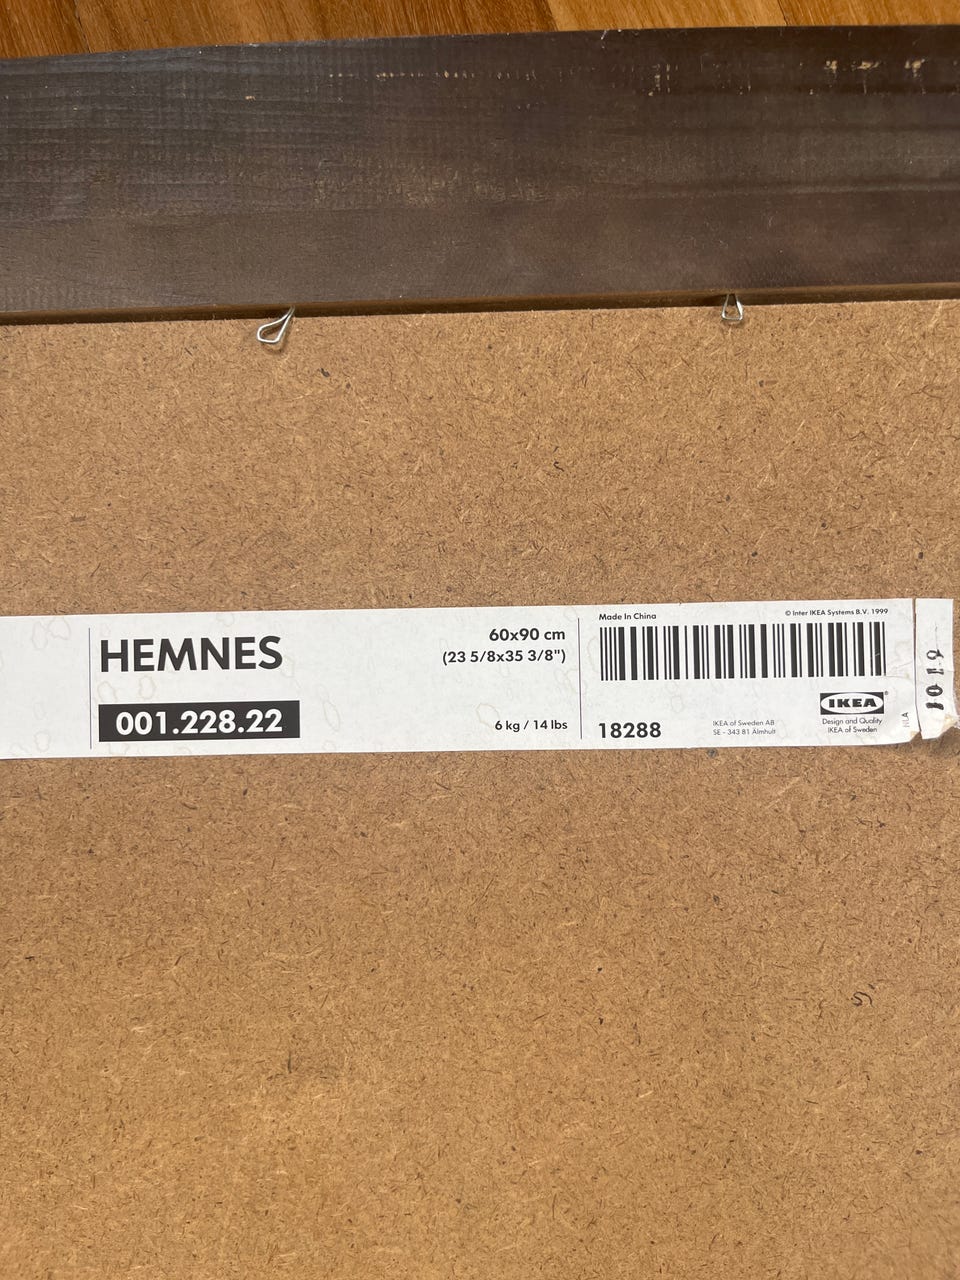 HEMNES
001.228.22
60x90 cm
(23 5/8x35 3/8")
6 kg / 14 lbs
Made In China
© Inter IKEA Systems B.V. 1999
18288
IKEA of Sweden AB
SE - 343 81 Älmhult
IKEA®
Design and Quality
IKEA of Sweden
NLA